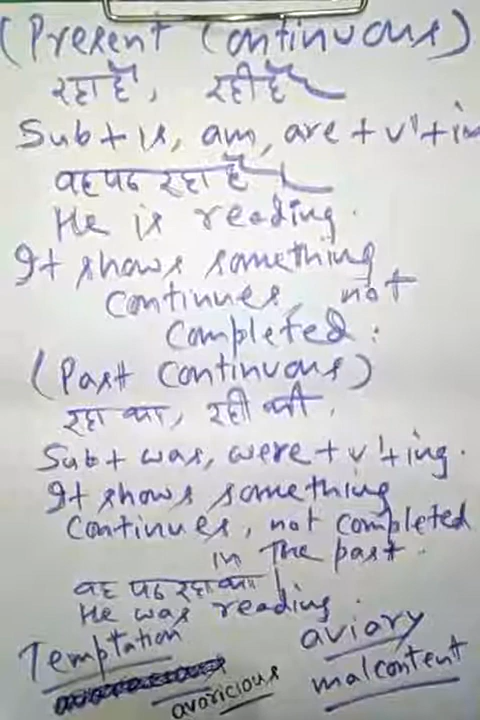 (Present Continuous)
रहा है, रही है
Sub + is, am, are + v¹ + in
वह पढ रहा है।
He is reading.
It shows something
continues, not
completed.
(Past Continuous)
रहा था, रही थी,
Sub + was, were + v¹ + ing.
It shows something
continues, not completed
in the past.
वह पढ रहा था।
He was reading.
Temptation
aviary
avaricious
malcontent